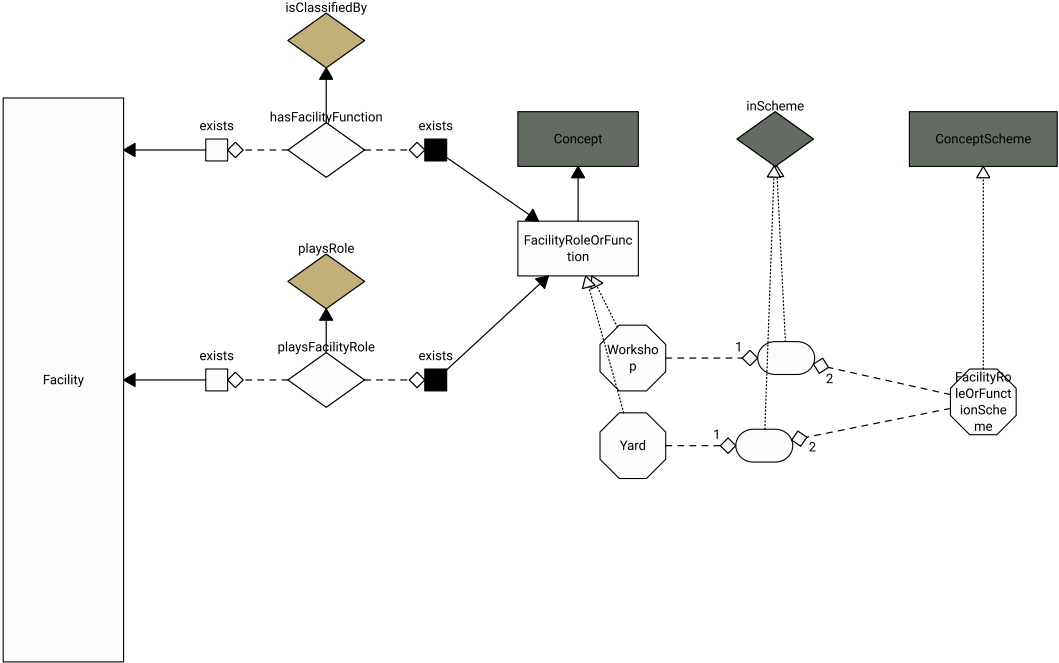 isClassifiedBy
hasFacilityFunction
exists
exists
Concept
inScheme
ConceptScheme
FacilityRoleOrFunc
tion
playsRole
playsFacilityRole
exists
exists
Facility
Worksho
p
1
2
FacilityRo
leOrFunct
ionSche
me
Yard
1
2